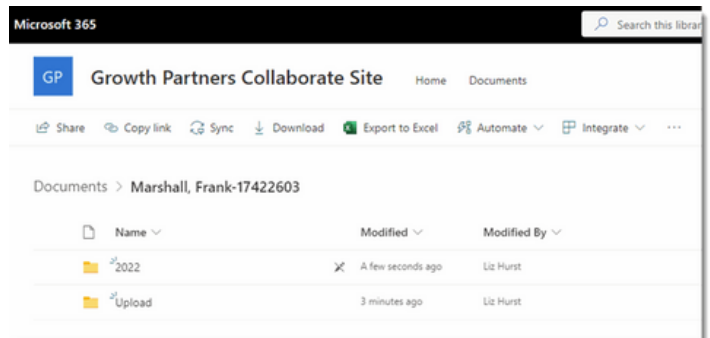 Microsoft 365 Search this librar
GP Growth Partners Collaborate Site Home Documents
Share Copy link Sync Download Export to Excel Automate Integrate ...
Documents > Marshall, Frank-17422603
Name Modified Modified By
2022 A few seconds ago Liz Hurst
Upload 3 minutes ago Liz Hurst